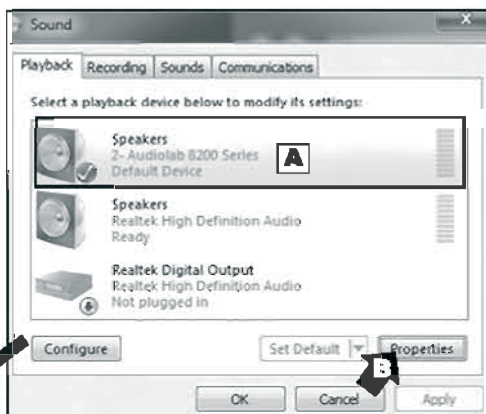 Sound
Playback Recording Sounds Communications
Select a playback device below to modify its settings:
Speakers
2- Audiolab 8200 Series
Default Device
A
Speakers
Realtek High Definition Audio
Ready
Realtek Digital Output
Realtek High Definition Audio
Not plugged in
Configure Set Default Properties
B
OK Cancel Apply